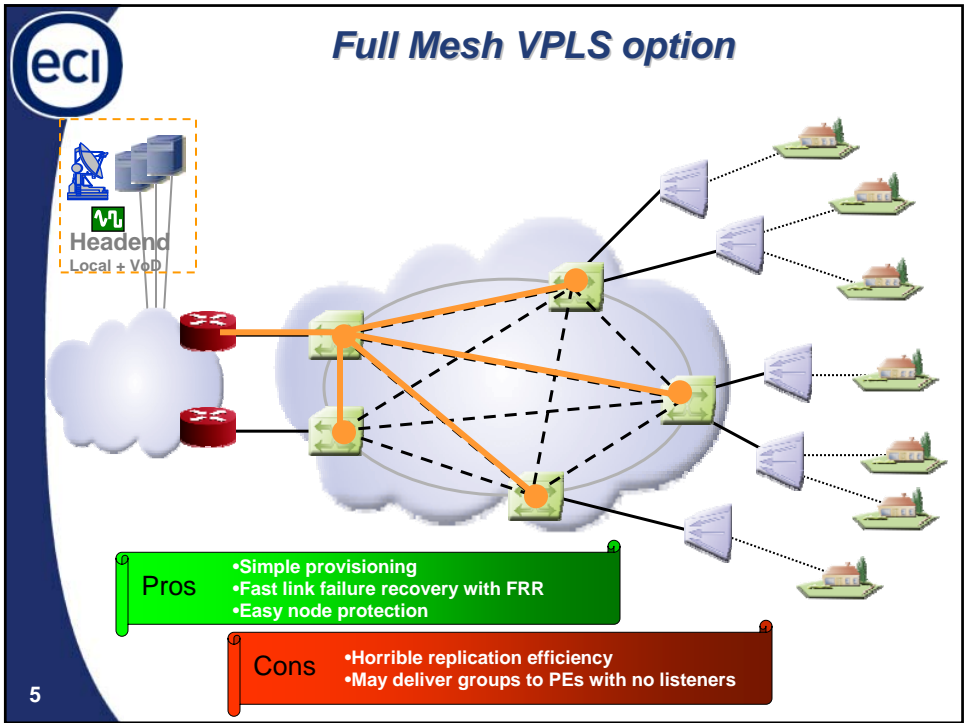 eci
Full Mesh VPLS option
Headend
Local + VoD
Pros
•Simple provisioning
•Fast link failure recovery with FRR
•Easy node protection
Cons
•Horrible replication efficiency
•May deliver groups to PEs with no listeners
5